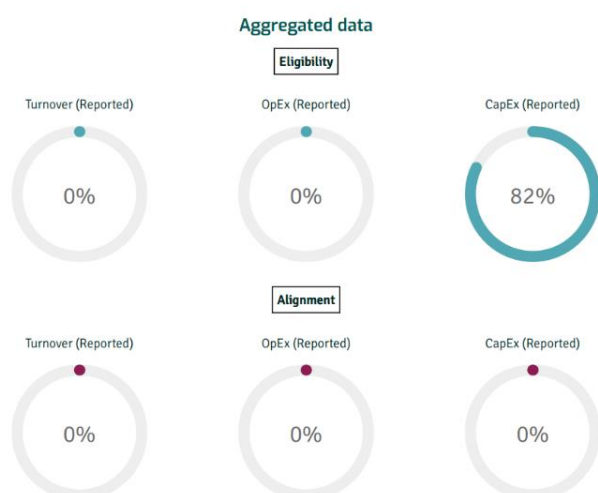 Aggregated data
Eligibility
Turnover (Reported) OpEx (Reported) CapEx (Reported)
0% 0% 82%
Alignment
Turnover (Reported) OpEx (Reported) CapEx (Reported)
0% 0% 0%